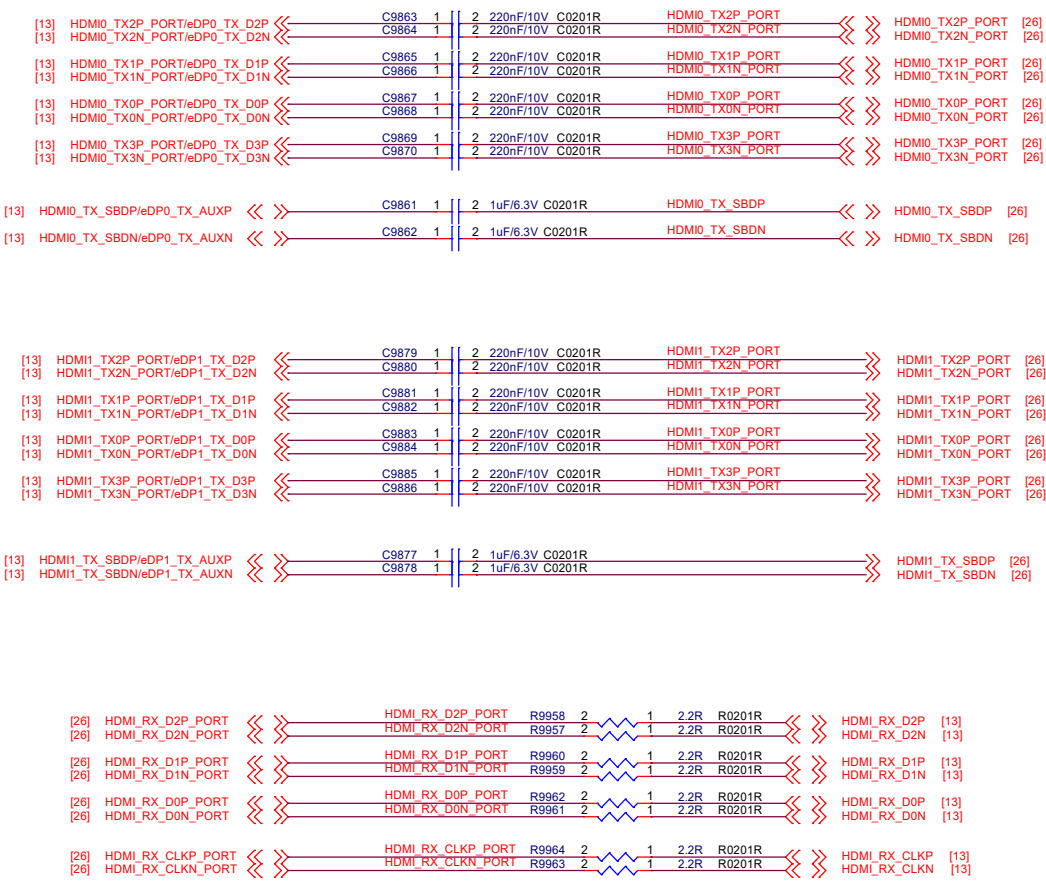 [13] HDMI0_TX2P_PORT/eDP0_TX_D2P C9863 1 2 220nF/10V C0201R HDMI0_TX2P_PORT HDMI0_TX2P_PORT [26]
[13] HDMI0_TX2N_PORT/eDP0_TX_D2N C9864 1 2 220nF/10V C0201R HDMI0_TX2N_PORT HDMI0_TX2N_PORT [26]
[13] HDMI0_TX1P_PORT/eDP0_TX_D1P C9865 1 2 220nF/10V C0201R HDMI0_TX1P_PORT HDMI0_TX1P_PORT [26]
[13] HDMI0_TX1N_PORT/eDP0_TX_D1N C9866 1 2 220nF/10V C0201R HDMI0_TX1N_PORT HDMI0_TX1N_PORT [26]
[13] HDMI0_TX0P_PORT/eDP0_TX_D0P C9867 1 2 220nF/10V C0201R HDMI0_TX0P_PORT HDMI0_TX0P_PORT [26]
[13] HDMI0_TX0N_PORT/eDP0_TX_D0N C9868 1 2 220nF/10V C0201R HDMI0_TX0N_PORT HDMI0_TX0N_PORT [26]
[13] HDMI0_TX3P_PORT/eDP0_TX_D3P C9869 1 2 220nF/10V C0201R HDMI0_TX3P_PORT HDMI0_TX3P_PORT [26]
[13] HDMI0_TX3N_PORT/eDP0_TX_D3N C9870 1 2 220nF/10V C0201R HDMI0_TX3N_PORT HDMI0_TX3N_PORT [26]
[13] HDMI0_TX_SBDP/eDP0_TX_AUXP C9861 1 2 1uF/6.3V C0201R HDMI0_TX_SBDP HDMI0_TX_SBDP [26]
[13] HDMI0_TX_SBDN/eDP0_TX_AUXN C9862 1 2 1uF/6.3V C0201R HDMI0_TX_SBDN HDMI0_TX_SBDN [26]
[13] HDMI1_TX2P_PORT/eDP1_TX_D2P C9879 1 2 220nF/10V C0201R HDMI1_TX2P_PORT HDMI1_TX2P_PORT [26]
[13] HDMI1_TX2N_PORT/eDP1_TX_D2N C9880 1 2 220nF/10V C0201R HDMI1_TX2N_PORT HDMI1_TX2N_PORT [26]
[13] HDMI1_TX1P_PORT/eDP1_TX_D1P C9881 1 2 220nF/10V C0201R HDMI1_TX1P_PORT HDMI1_TX1P_PORT [26]
[13] HDMI1_TX1N_PORT/eDP1_TX_D1N C9882 1 2 220nF/10V C0201R HDMI1_TX1N_PORT HDMI1_TX1N_PORT [26]
[13] HDMI1_TX0P_PORT/eDP1_TX_D0P C9883 1 2 220nF/10V C0201R HDMI1_TX0P_PORT HDMI1_TX0P_PORT [26]
[13] HDMI1_TX0N_PORT/eDP1_TX_D0N C9884 1 2 220nF/10V C0201R HDMI1_TX0N_PORT HDMI1_TX0N_PORT [26]
[13] HDMI1_TX3P_PORT/eDP1_TX_D3P C9885 1 2 220nF/10V C0201R HDMI1_TX3P_PORT HDMI1_TX3P_PORT [26]
[13] HDMI1_TX3N_PORT/eDP1_TX_D3N C9886 1 2 220nF/10V C0201R HDMI1_TX3N_PORT HDMI1_TX3N_PORT [26]
[13] HDMI1_TX_SBDP/eDP1_TX_AUXP C9877 1 2 1uF/6.3V C0201R HDMI1_TX_SBDP [26]
[13] HDMI1_TX_SBDN/eDP1_TX_AUXN C9878 1 2 1uF/6.3V C0201R HDMI1_TX_SBDN [26]
[26] HDMI_RX_D2P_PORT HDMI_RX_D2P_PORT R9958 2 1 2.2R R0201R HDMI_RX_D2P [13]
[26] HDMI_RX_D2N_PORT HDMI_RX_D2N_PORT R9957 2 1 2.2R R0201R HDMI_RX_D2N [13]
[26] HDMI_RX_D1P_PORT HDMI_RX_D1P_PORT R9960 2 1 2.2R R0201R HDMI_RX_D1P [13]
[26] HDMI_RX_D1N_PORT HDMI_RX_D1N_PORT R9959 2 1 2.2R R0201R HDMI_RX_D1N [13]
[26] HDMI_RX_D0P_PORT HDMI_RX_D0P_PORT R9962 2 1 2.2R R0201R HDMI_RX_D0P [13]
[26] HDMI_RX_D0N_PORT HDMI_RX_D0N_PORT R9961 2 1 2.2R R0201R HDMI_RX_D0N [13]
[26] HDMI_RX_CLKP_PORT HDMI_RX_CLKP_PORT R9964 2 1 2.2R R0201R HDMI_RX_CLKP [13]
[26] HDMI_RX_CLKN_PORT HDMI_RX_CLKN_PORT R9963 2 1 2.2R R0201R HDMI_RX_CLKN [13]